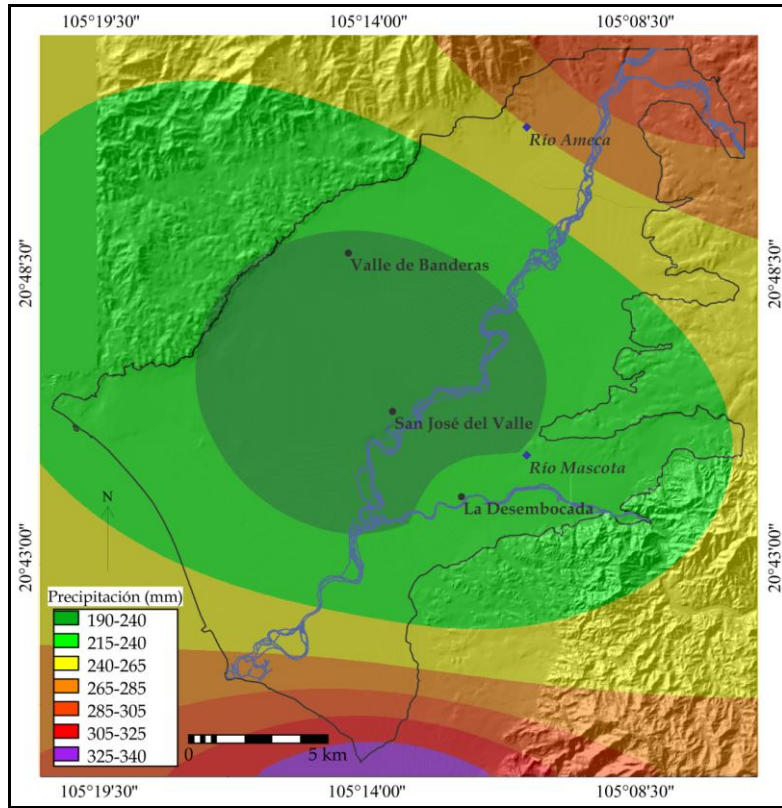 105°19'30" 105°14'00" 105°08'30"
Río Ameca
20°48'30" 20°48'30"
Valle de Banderas
San José del Valle
Río Mascota
La Desembocada
N
20°43'00" 20°43'00"
Precipitación (mm)
190-240
215-240
240-265
265-285
285-305
305-325
325-340
0 5 km
105°19'30" 105°14'00" 105°08'30"